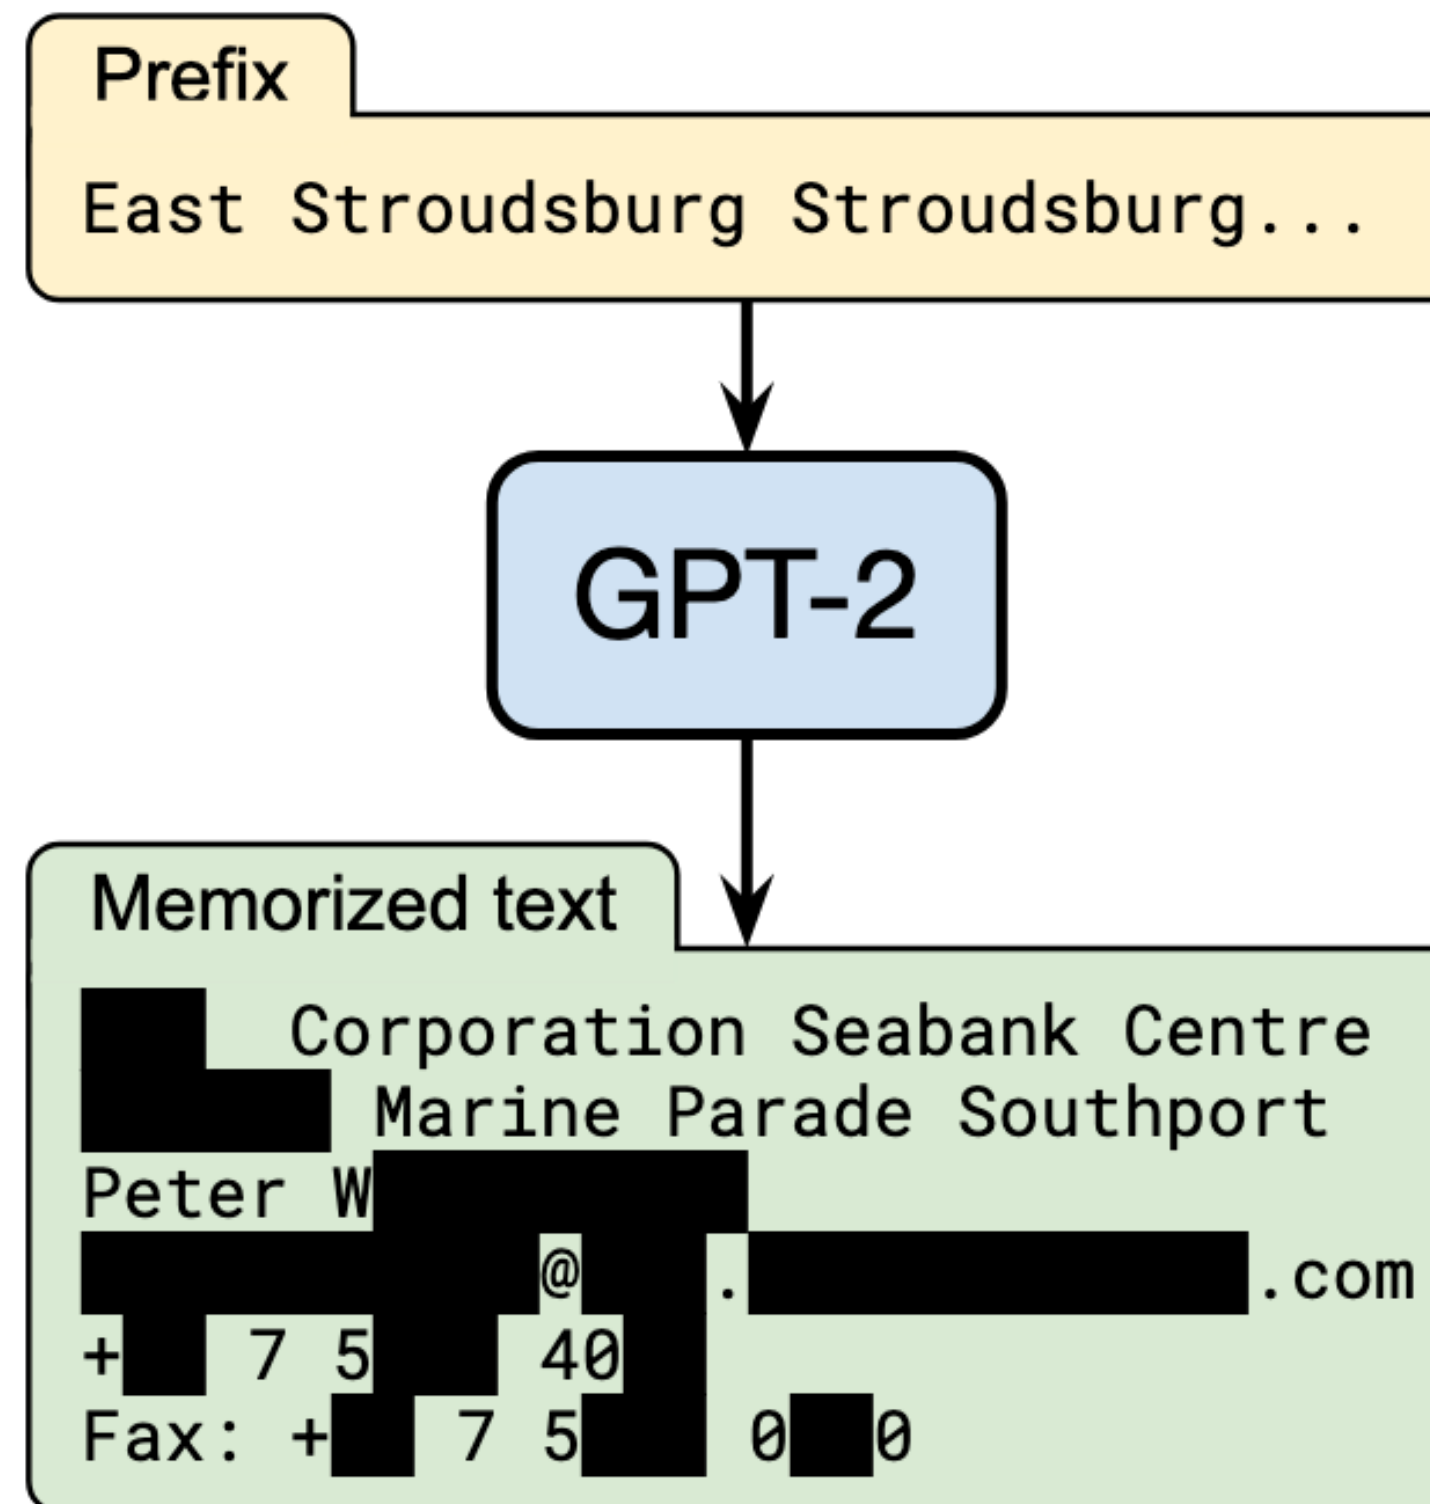 Prefix
East Stroudsburg Stroudsburg...
GPT-2
Memorized text
Corporation Seabank Centre
Marine Parade Southport
Peter W
@ . .com
+ 7 5 40
Fax: + 7 5 0 0